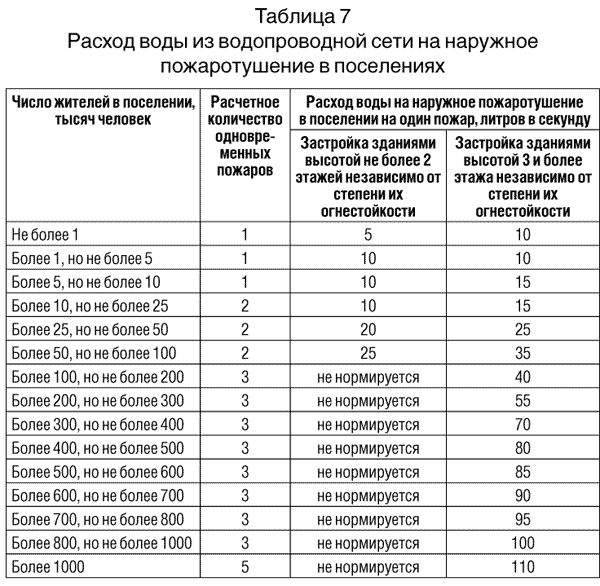 Таблица 7
Расход воды из водопроводной сети на наружное
пожаротушение в поселениях
Число жителей в поселении,
тысяч человек
Расчетное
количество
одновре-
менных
пожаров
Расход воды на наружное пожаротушение
в поселении на один пожар, литров в секунду
Застройка зданиями
высотой не более 2
этажей независимо от
степени их
огнестойкости
Застройка зданиями
высотой 3 и более
этажа независимо от
степени их
огнестойкости
Не более 1 1 5 10
Более 1, но не более 5 1 10 10
Более 5, но не более 10 1 10 15
Более 10, но не более 25 2 10 15
Более 25, но не более 50 2 20 25
Более 50, но не более 100 2 25 35
Более 100, но не более 200 3 не нормируется 40
Более 200, но не более 300 3 не нормируется 55
Более 300, но не более 400 3 не нормируется 70
Более 400, но не более 500 3 не нормируется 80
Более 500, но не более 600 3 не нормируется 85
Более 600, но не более 700 3 не нормируется 90
Более 700, но не более 800 3 не нормируется 95
Более 800, но не более 1000 3 не нормируется 100
Более 1000 5 не нормируется 110